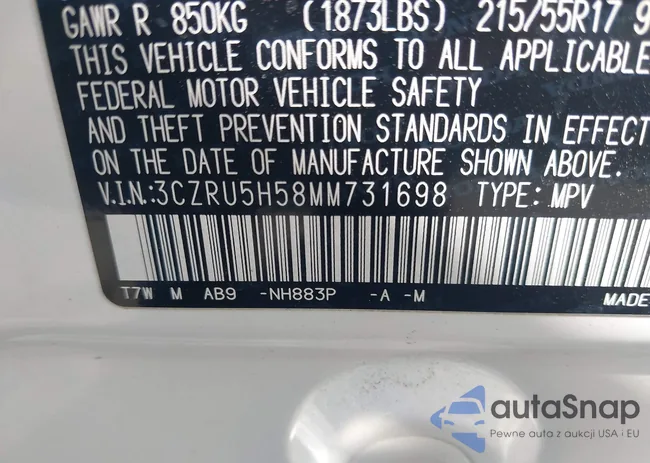 GAWR R 850KG (1873LBS) 215/55R17 9
THIS VEHICLE CONFORMS TO ALL APPLICABLE
FEDERAL MOTOR VEHICLE SAFETY
AND THEFT PREVENTION STANDARDS IN EFFECT
ON THE DATE OF MANUFACTURE SHOWN ABOVE.
V.I.N.:3CZRU5H58MM731698 TYPE: MPV
T7W M AB9 -NH883P -A -M MADE
autoSnap
Pewne auta z aukcji USA i EU